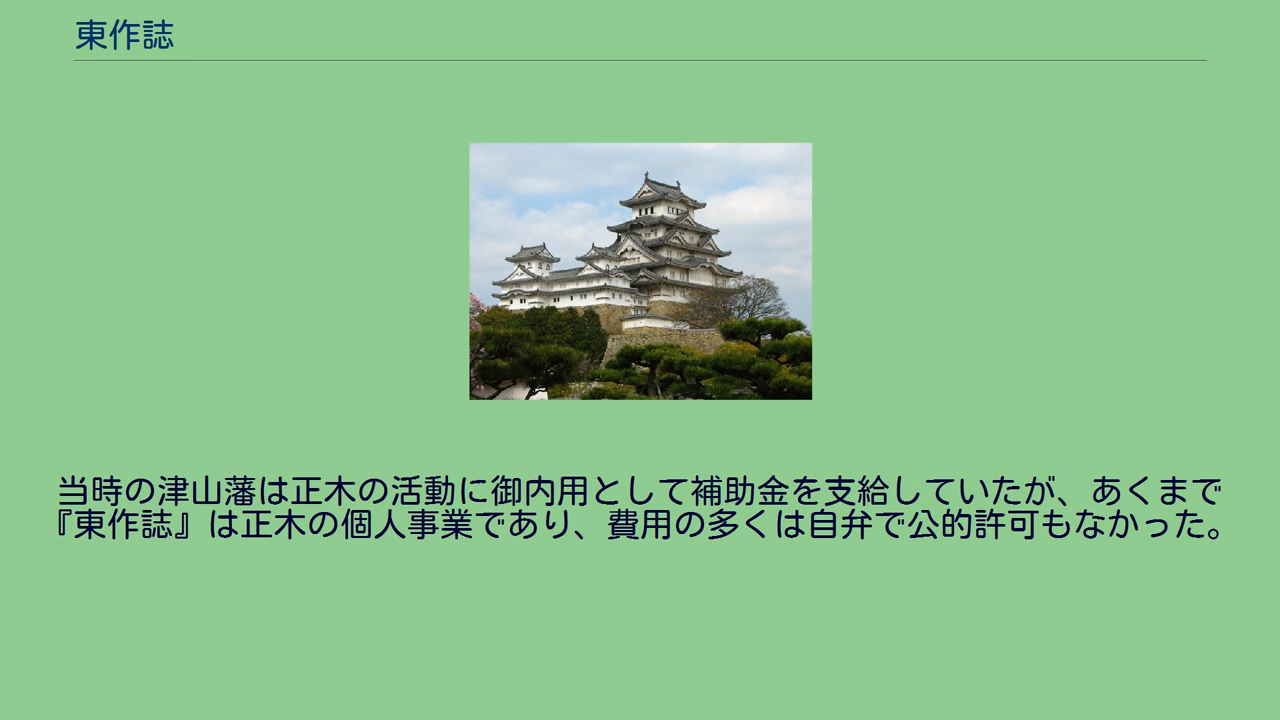 東作誌
当時の津山藩は正木の活動に御内用として補助金を支給していたが、あくまで
『東作誌』は正木の個人事業であり、費用の多くは自弁で公的許可もなかった。